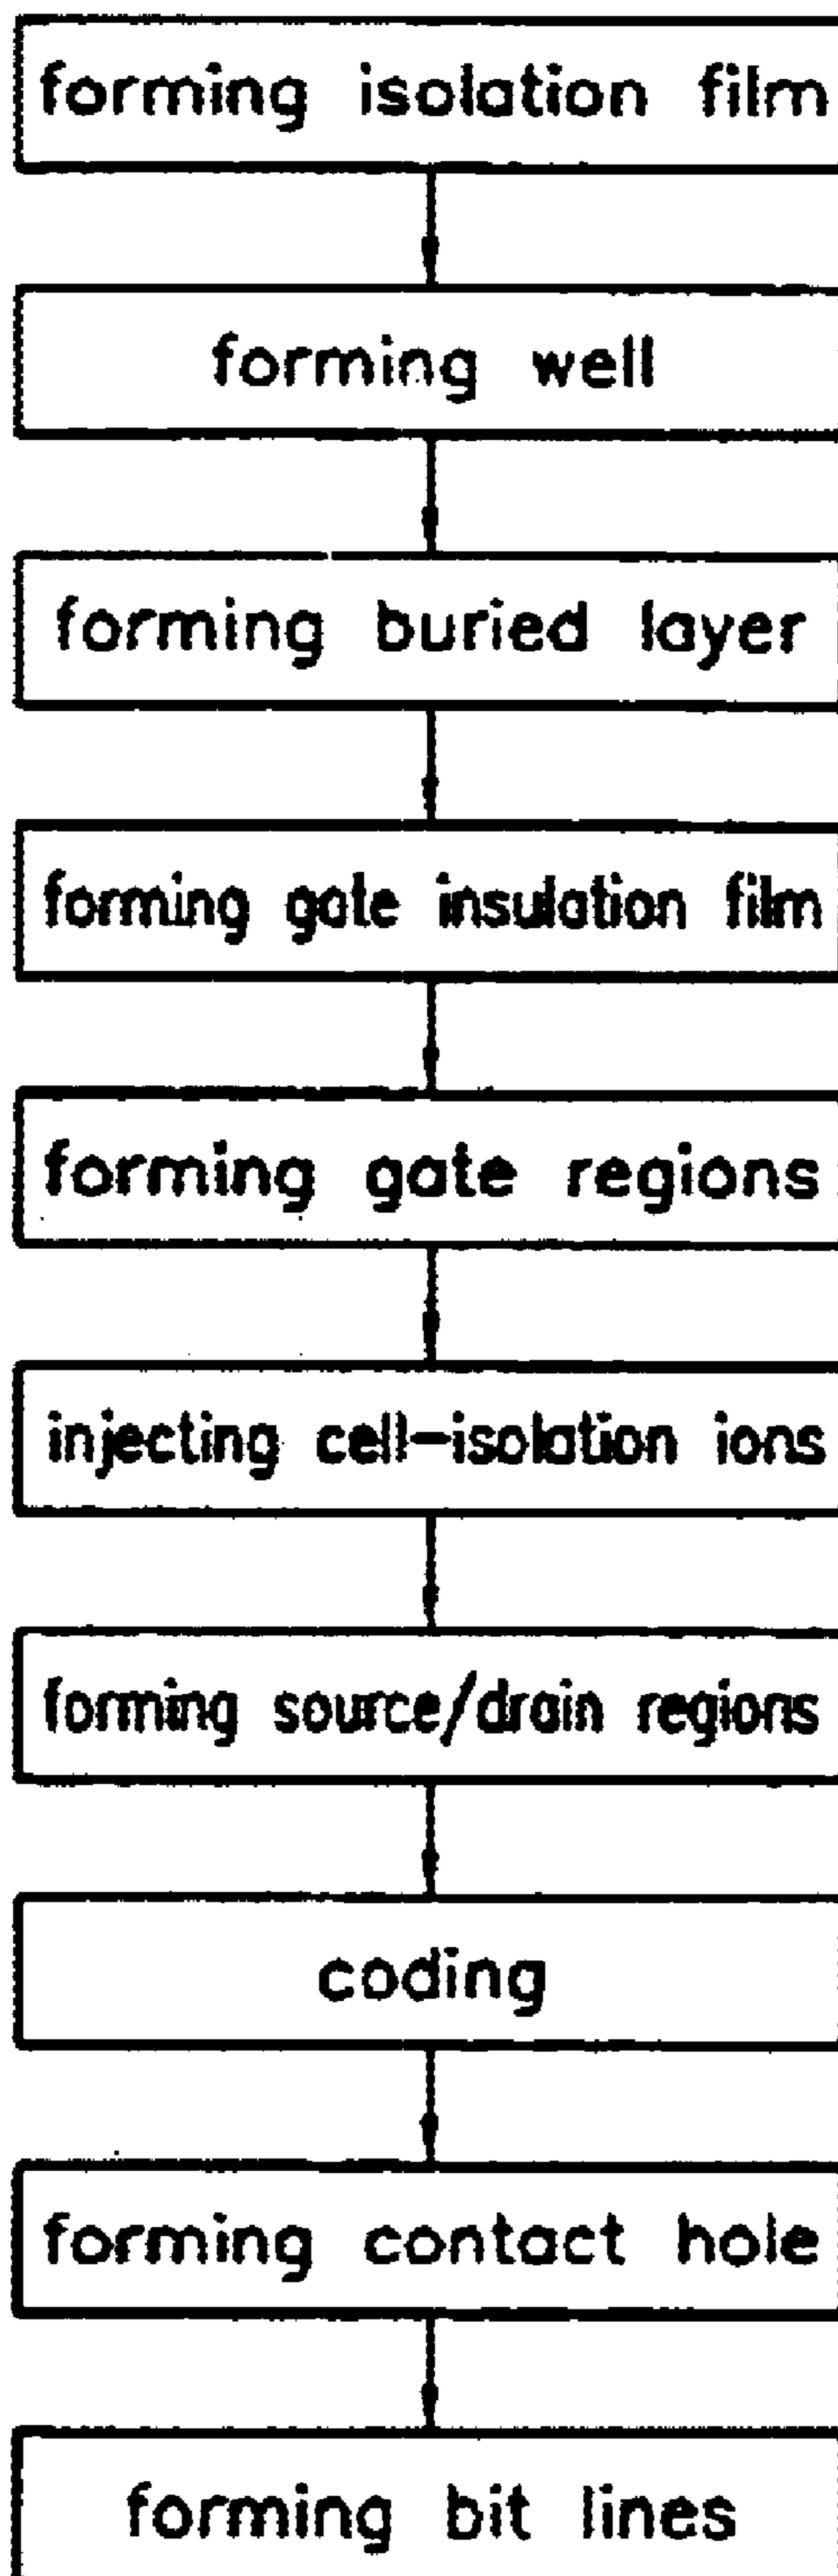 forming isolation film
forming well
forming buried layer
forming gate insulation film
forming gate regions
injecting cell-isolation ions
forming source/drain regions
coding
forming contact hole
forming bit lines